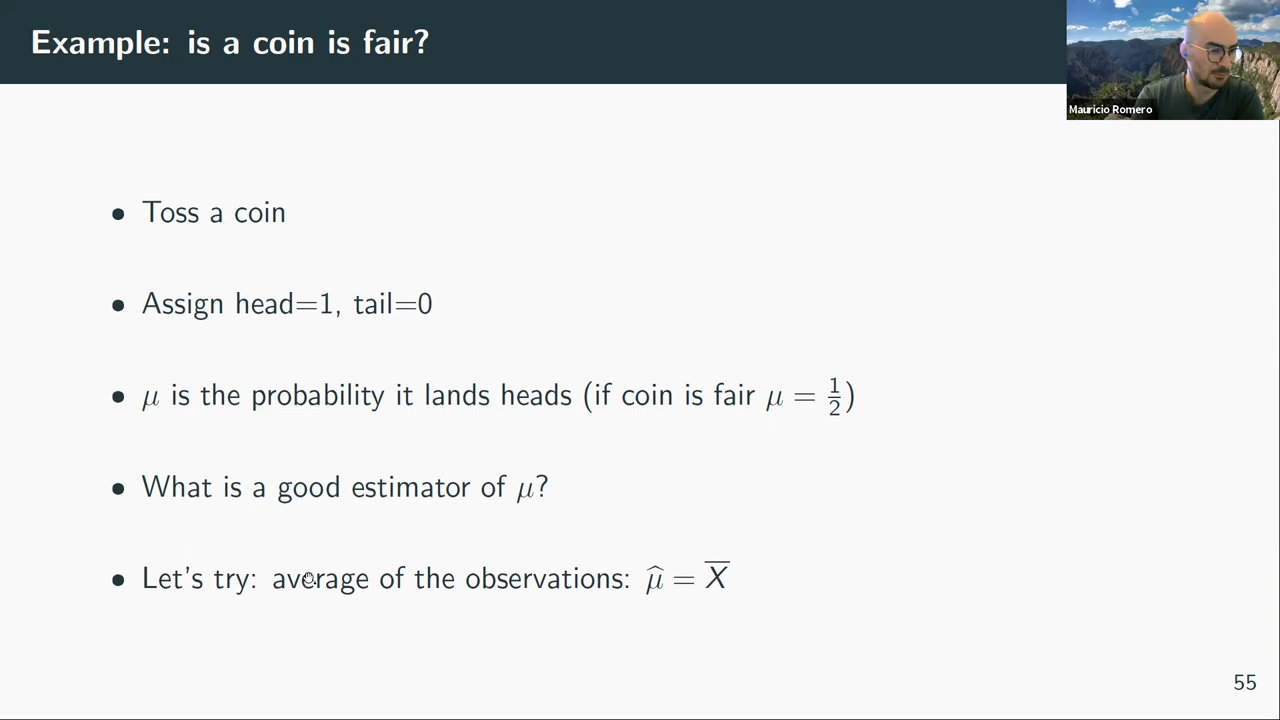 Example: is a coin is fair?
Mauricio Romero
• Toss a coin
• Assign head=1, tail=0
• μ is the probability it lands heads (if coin is fair μ = 1/2)
• What is a good estimator of μ?
• Let's try: average of the observations: μ̂ = X̅
55